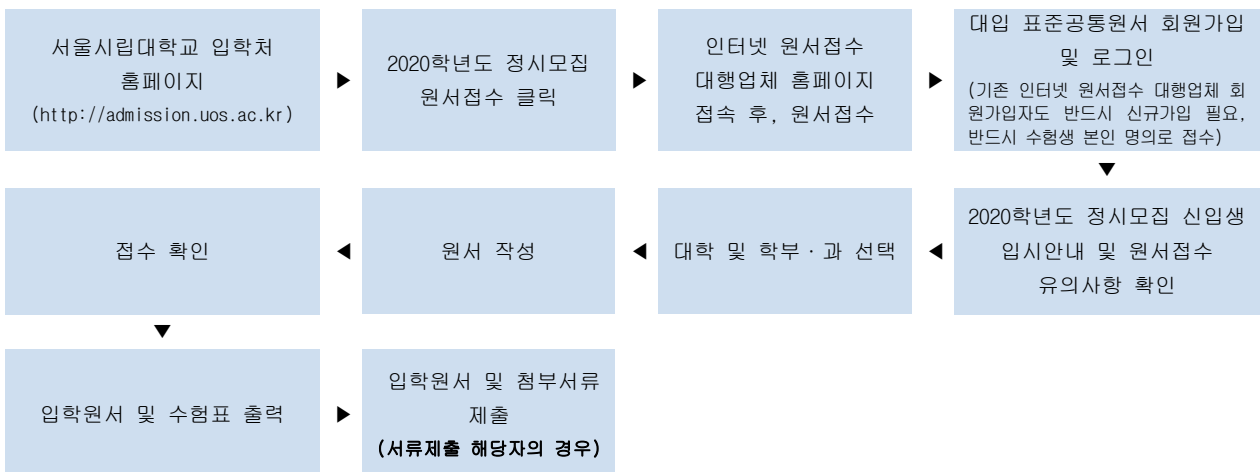 서울시립대학교 입학처
홈페이지
(http://admission.uos.ac.kr)
▶
2020학년도 정시모집
원서접수 클릭
▶
인터넷 원서접수
대행업체 홈페이지
접속 후, 원서접수
▶
대입 표준공통원서 회원가입
및 로그인
(기존 인터넷 원서접수 대행업체 회
원가입자도 반드시 신규가입 필요,
반드시 수험생 본인 명의로 접수)
▼
2020학년도 정시모집 신입생
입시안내 및 원서접수
유의사항 확인
◀
대학 및 학부·과 선택
◀
원서 작성
◀
접수 확인
▼
입학원서 및 수험표 출력
▶
입학원서 및 첨부서류
제출
(서류제출 해당자의 경우)